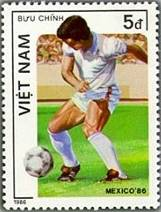 BƯU CHÍNH 5đ
VIỆT NAM
MEXICO'86
1986